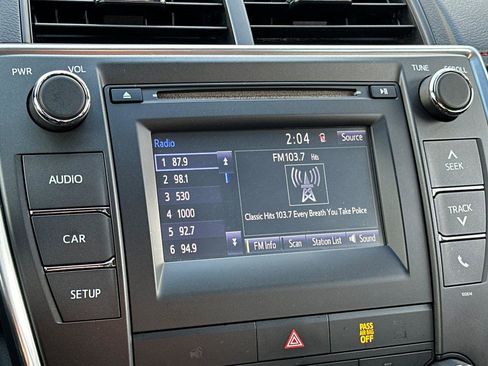 PWR VOL
TUNE SCROLL
Radio 2:04 Source
1 87.9
2 98.1
3 530
4 1000
5 92.7
6 94.9
FM103.7 Hits
Classic Hits 103.7 Every Breath You Take Police
FM Info Scan Station List Sound
AUDIO
CAR
SETUP
SEEK
TRACK
PASS
AIR BAG
OFF